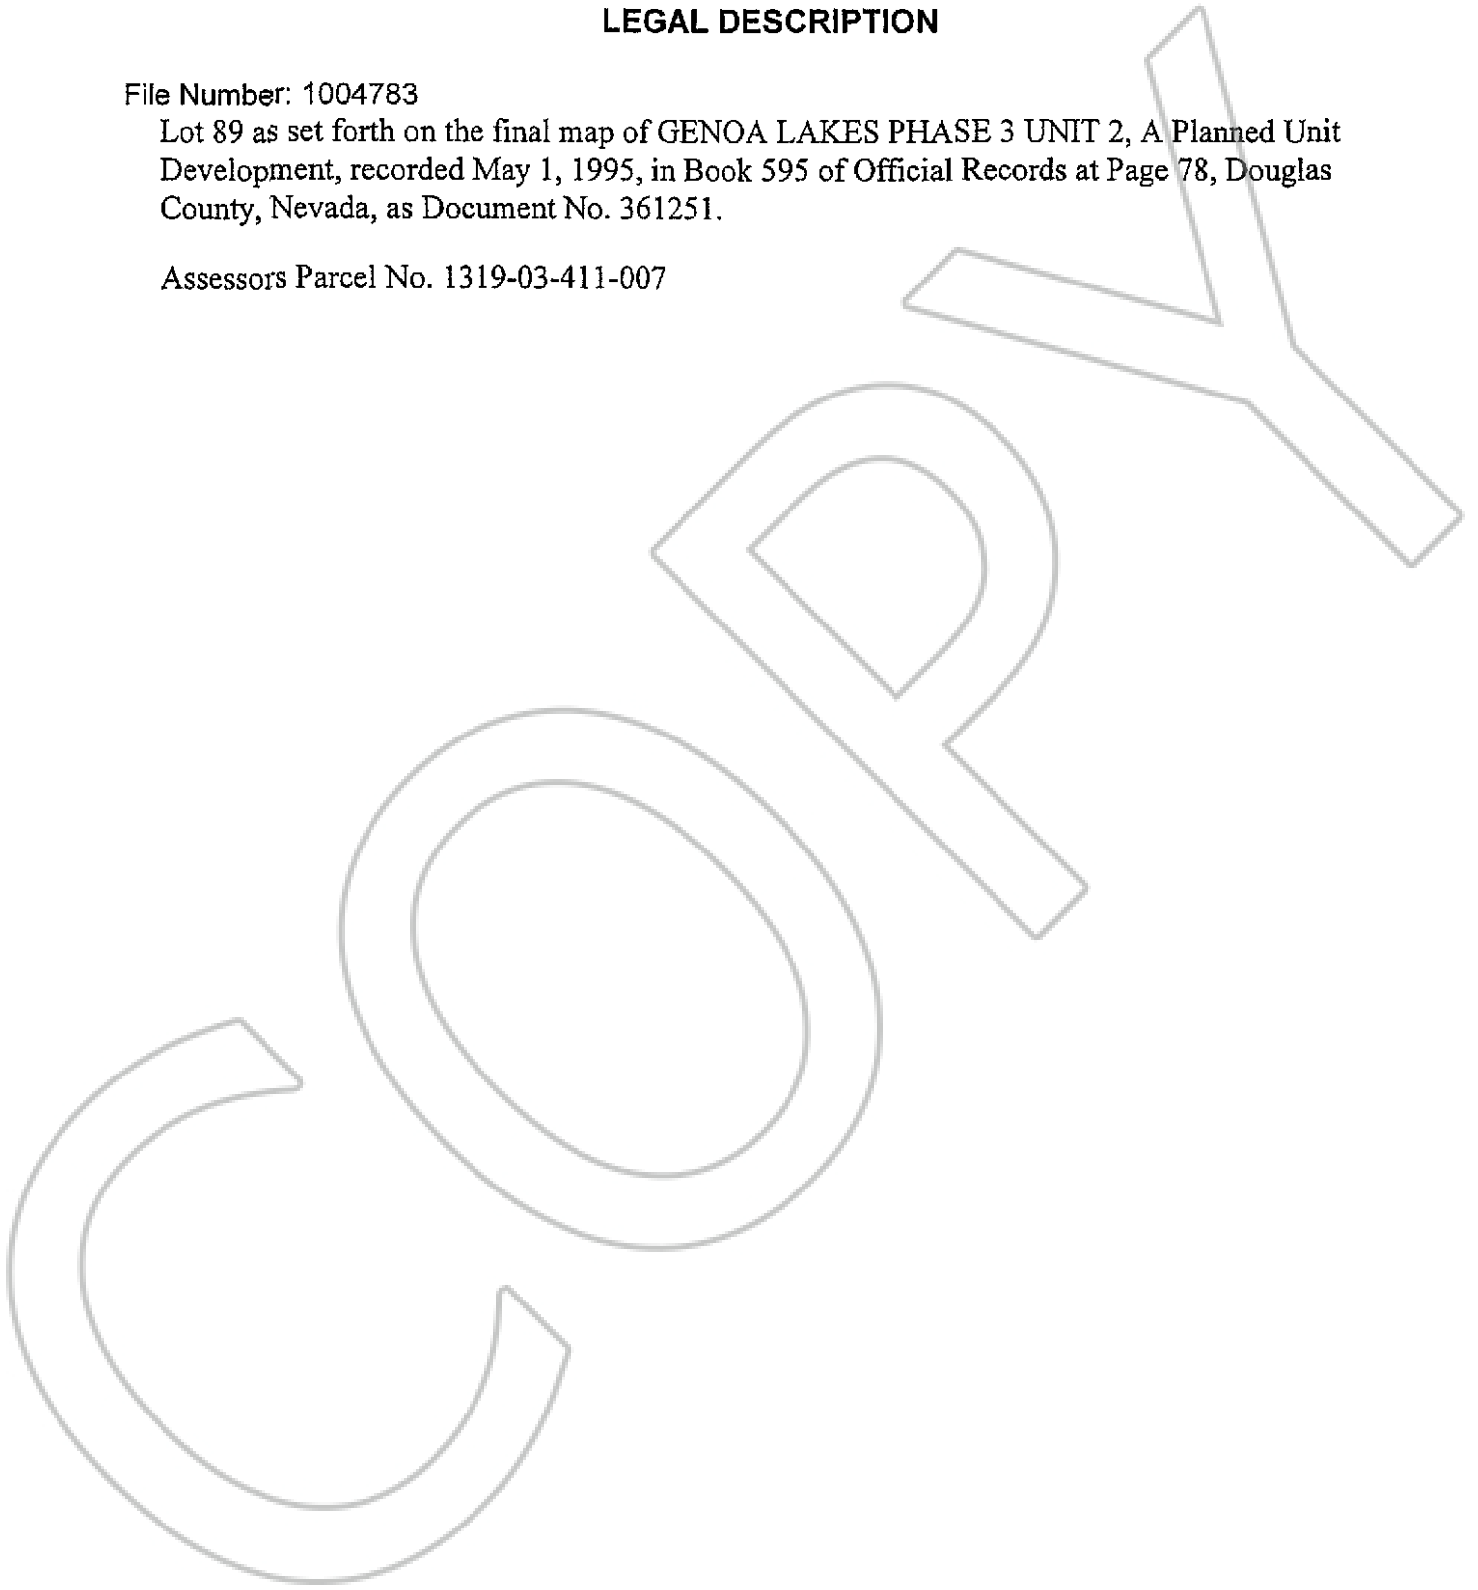 LEGAL DESCRIPTION
File Number: 1004783
Lot 89 as set forth on the final map of GENOA LAKES PHASE 3 UNIT 2, A Planned Unit
Development, recorded May 1, 1995, in Book 595 of Official Records at Page 78, Douglas
County, Nevada, as Document No. 361251.
Assessors Parcel No. 1319-03-411-007
COPY